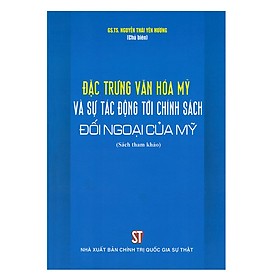 GS.TS. NGUYỄN THÁI YÊN HƯƠNG
(Chủ biên)
ĐẶC TRƯNG VĂN HÓA MỸ
VÀ SỰ TÁC ĐỘNG TỚI CHÍNH SÁCH
ĐỐI NGOẠI CỦA MỸ
(Sách tham khảo)
ST
NHÀ XUẤT BẢN CHÍNH TRỊ QUỐC GIA SỰ THẬT